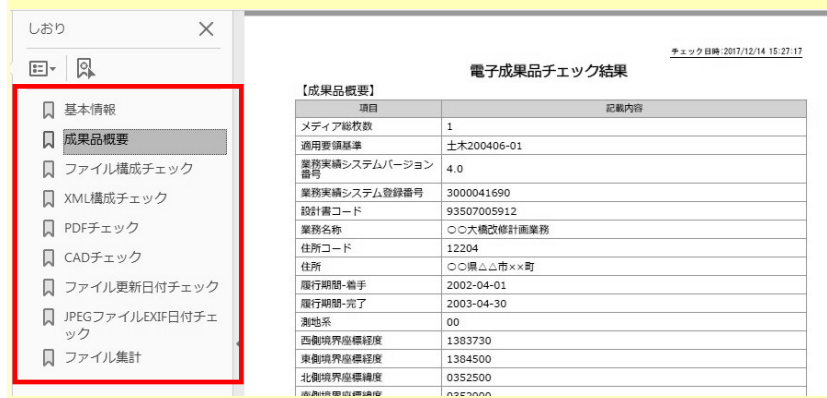 しおり
基本情報
成果品概要
ファイル構成チェック
XML構成チェック
PDFチェック
CADチェック
ファイル更新日付チェック
JPEGファイルEXIF日付チェ
ック
ファイル集計
チェック日時:2017/12/14 15:27:17
電子成果品チェック結果
【成果品概要】
項目 記載内容
メディア総枚数 1
適用要領基準 土木200406-01
業務実績システムバージョン
番号 4.0
業務実績システム登録番号 3000041690
設計書コード 93507005912
業務名称 〇〇大橋改修計画業務
住所コード 12204
住所 〇〇県△△市××町
履行期間-着手 2002-04-01
履行期間-完了 2003-04-30
測地系 00
西側境界座標経度 1383730
東側境界座標経度 1384500
北側境界座標緯度 0352500
南側境界座標緯度 0352000